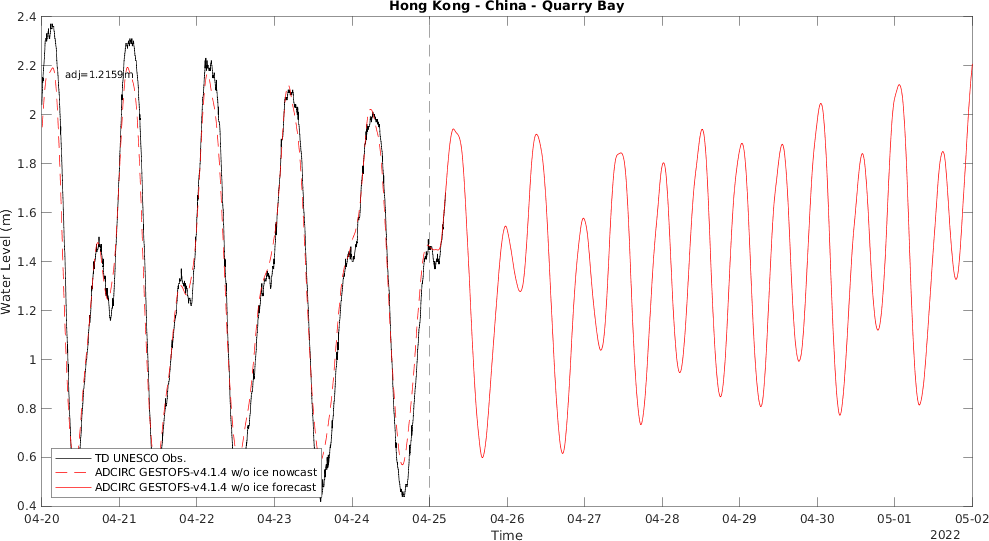 Hong Kong - China - Quarry Bay
2.4
2.2
2
1.8
1.6
1.4
1.2
1
0.8
0.6
0.4
Water Level (m)
adj=1.2159m
TD UNESCO Obs.
ADCIRC GESTOFS-v4.1.4 w/o ice nowcast
ADCIRC GESTOFS-v4.1.4 w/o ice forecast
04-20 04-21 04-22 04-23 04-24 04-25 04-26 04-27 04-28 04-29 04-30 05-01 05-02
Time
2022